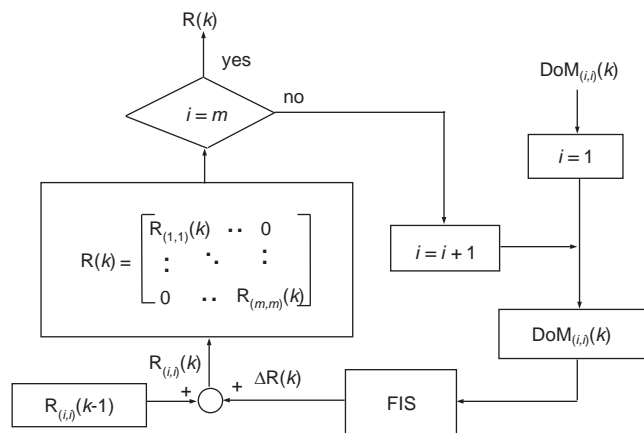 R(k)
yes
i = m
no
DoM(i,i)(k)
i = 1
R(k) = [R(1,1)(k) .. 0
: ⋱ :
0 .. R(m,m)(k)]
i = i + 1
DoM(i,i)(k)
R(i,i)(k)
+ + ΔR(k)
R(i,i)(k-1)
FIS